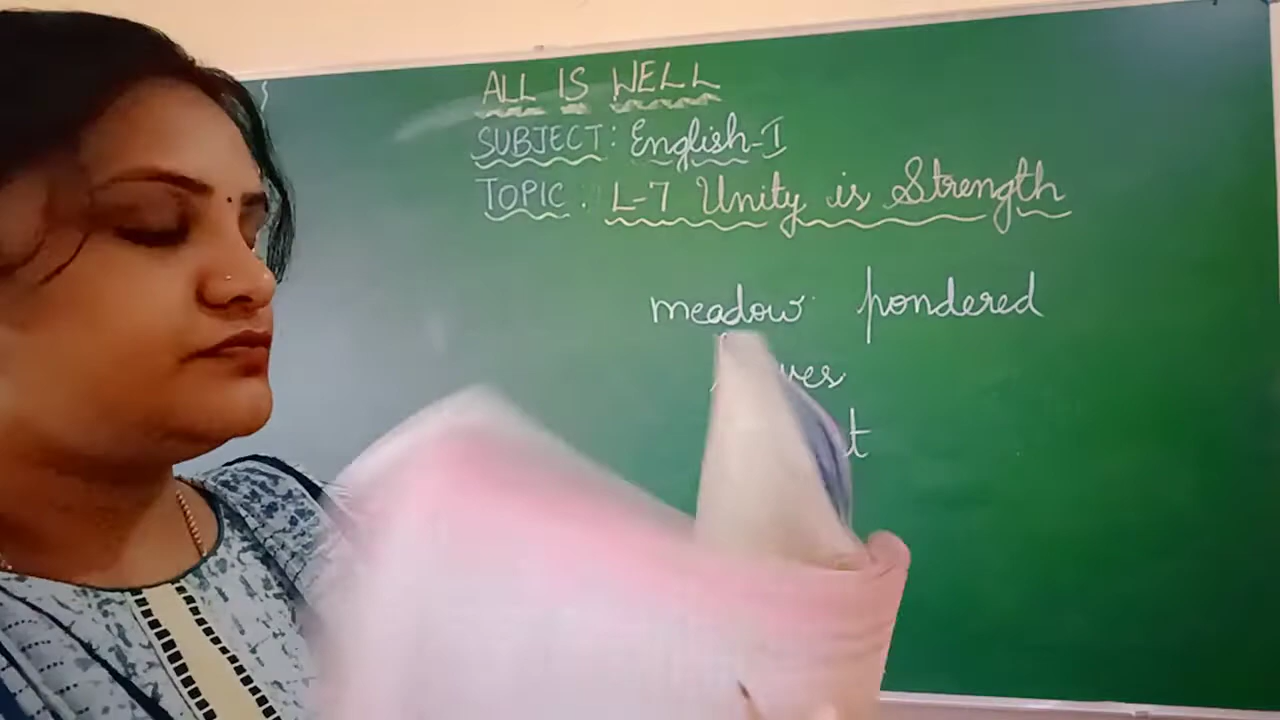 ALL IS WELL
SUBJECT: English-I
TOPIC: L-7 Unity is Strength
meadow pondered